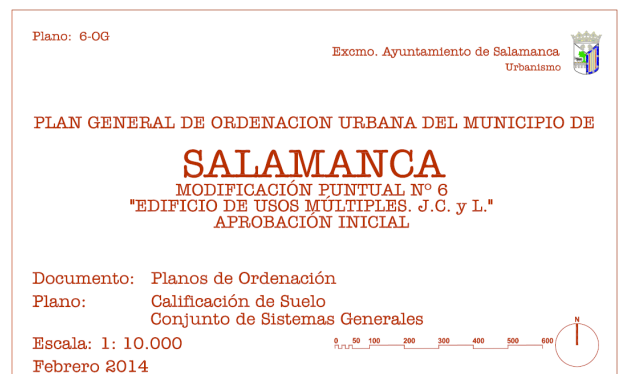 Plano: 6-OG
Excmo. Ayuntamiento de Salamanca
Urbanismo
PLAN GENERAL DE ORDENACION URBANA DEL MUNICIPIO DE
SALAMANCA
MODIFICACIÓN PUNTUAL Nº 6
"EDIFICIO DE USOS MÚLTIPLES. J.C. y L."
APROBACIÓN INICIAL
Documento: Planos de Ordenación
Plano: Calificación de Suelo
Conjunto de Sistemas Generales
Escala: 1: 10.000
0 50 100 200 300 400 500 600
N
Febrero 2014